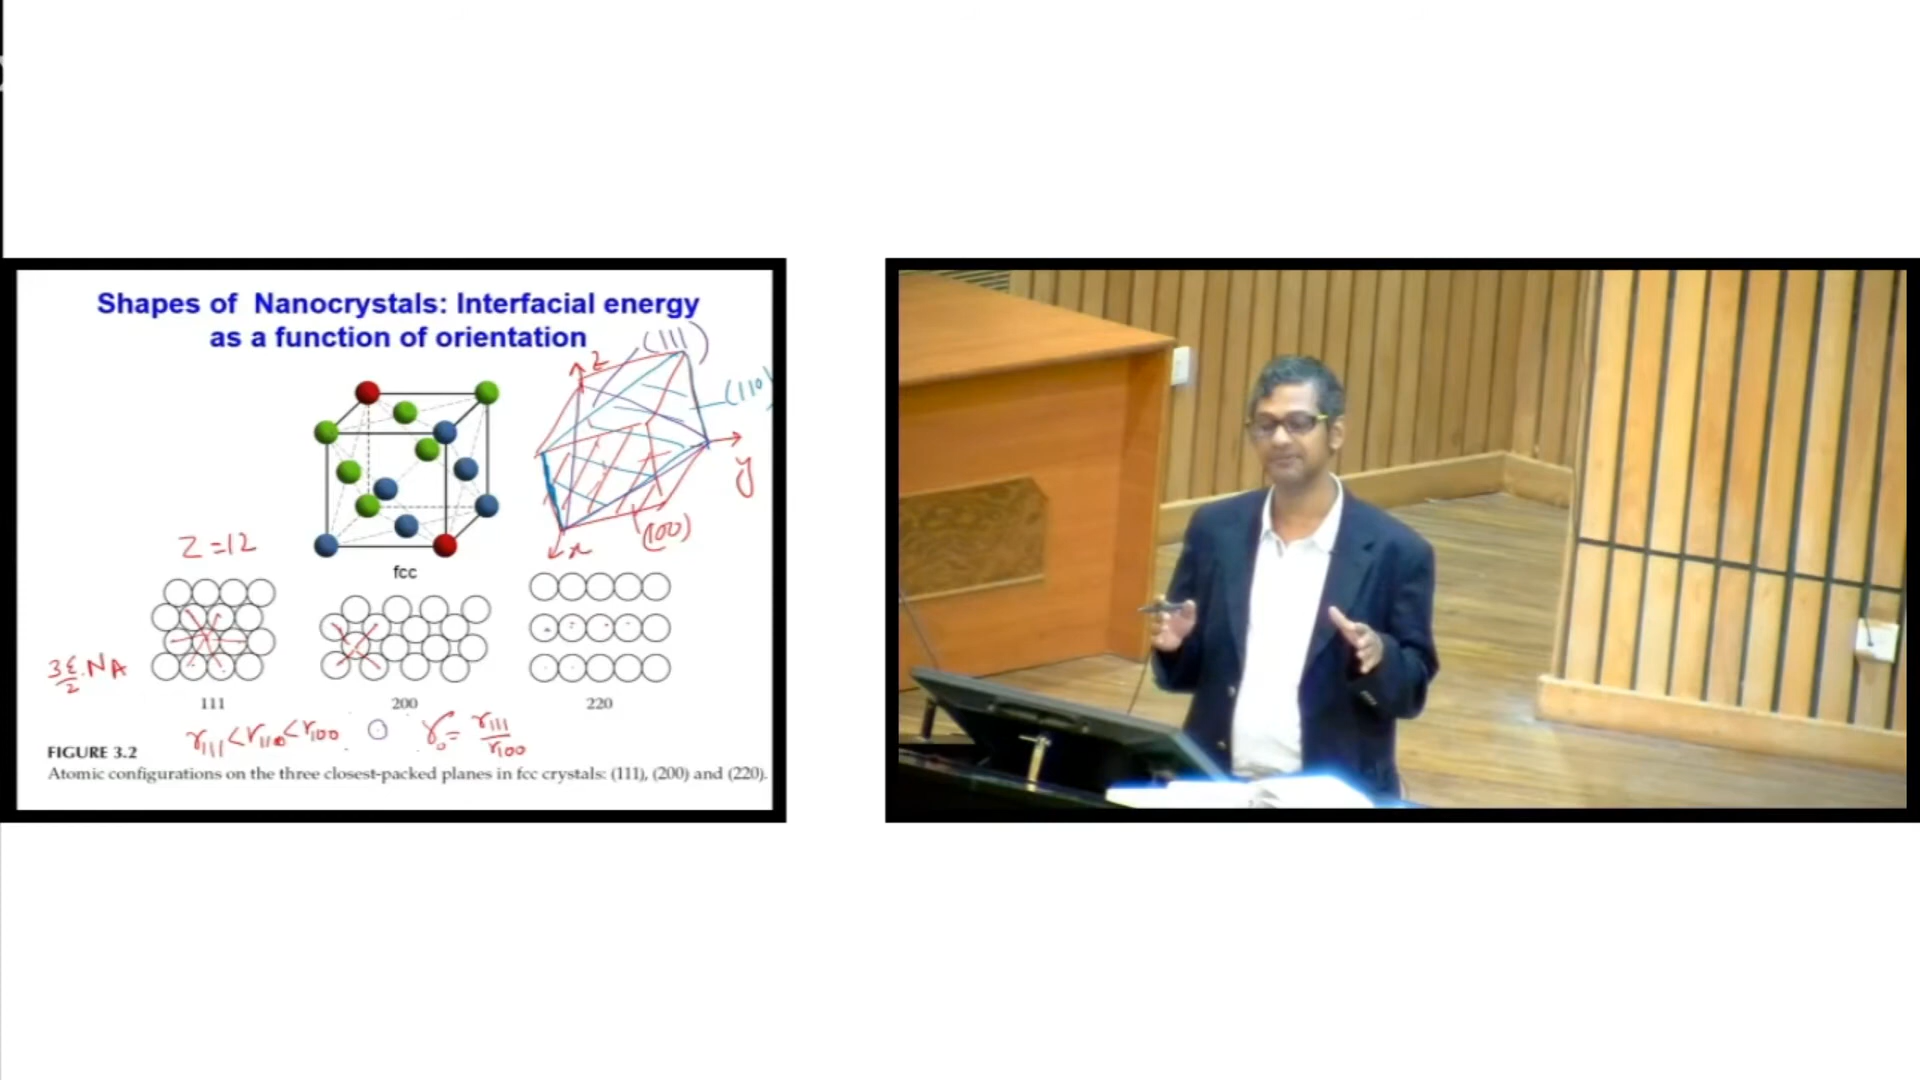 Shapes of Nanocrystals: Interfacial energy
as a function of orientation
(111)
z
(110)
y
(100)
x
Z=12
fcc
3ε/2 · N_A
111
200
220
γ111 < γ110 < γ100
γ₀ = γ111/γ100
FIGURE 3.2
Atomic configurations on the three closest-packed planes in fcc crystals: (111), (200) and (220).